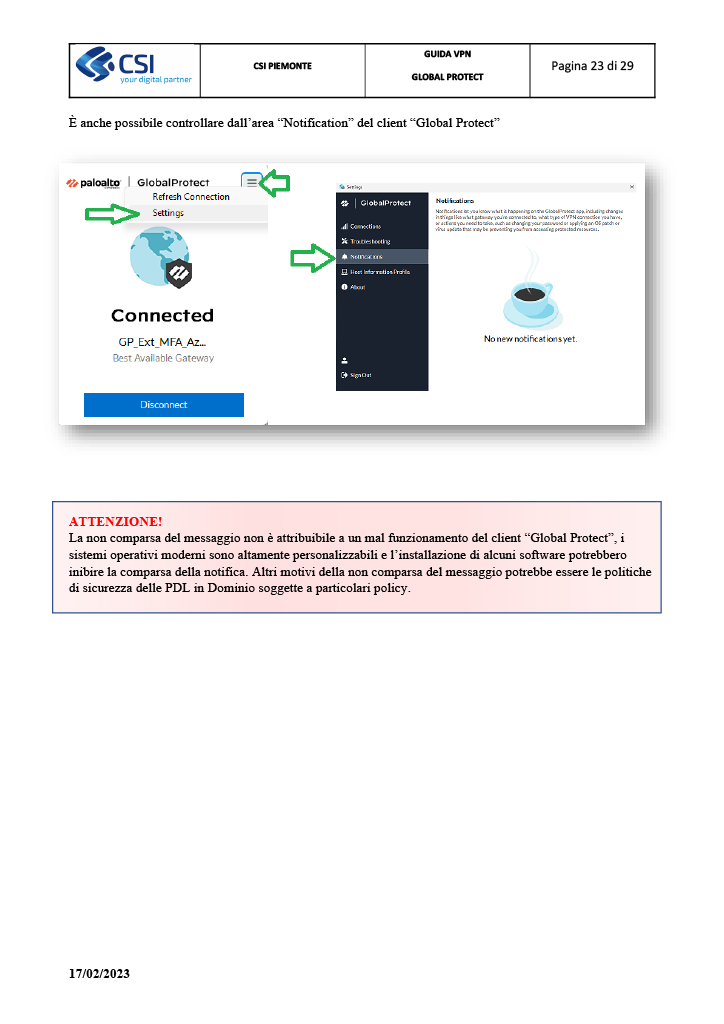 CSI
your digital partner
CSI PIEMONTE
GUIDA VPN
GLOBAL PROTECT
Pagina 23 di 29
È anche possibile controllare dall’area “Notification” del client “Global Protect”
paloalto | GlobalProtect
Refresh Connection
Settings
Connected
GP_Ext_MFA_Az...
Best Available Gateway
Disconnect
Settings
GlobalProtect
Connections
Troubleshooting
Notifications
Host Information Profile
About
Sign Out
Notifications
Notifications let you know what is happening on the GlobalProtect app, including changes
in things like what gateway you're connected to, what type of VPN connection you have,
or actions you need to take, such as changing your password or applying an OS patch or
virus update that may be preventing you from accessing protected resources.
No new notifications yet.
ATTENZIONE!
La non comparsa del messaggio non è attribuibile a un mal funzionamento del client “Global Protect”, i
sistemi operativi moderni sono altamente personalizzabili e l’installazione di alcuni software potrebbero
inibire la comparsa della notifica. Altri motivi della non comparsa del messaggio potrebbe essere le politiche
di sicurezza delle PDL in Dominio soggette a particolari policy.
17/02/2023